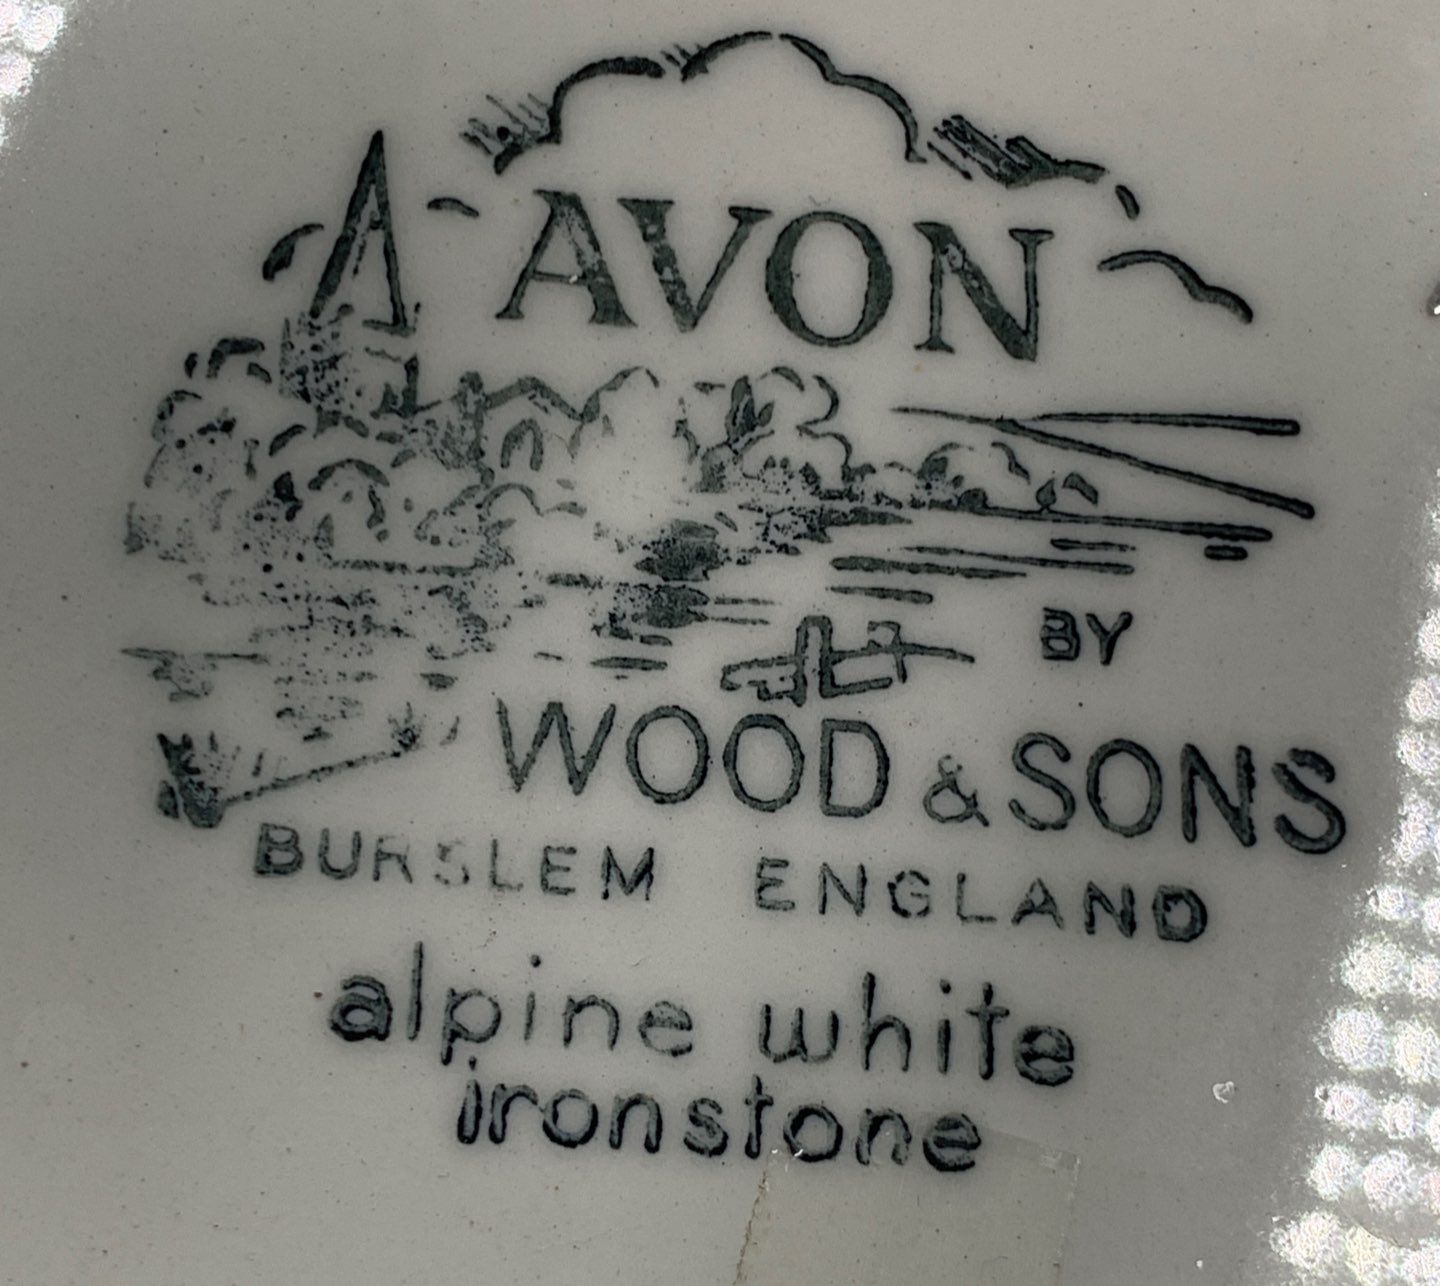 AVON
BY
WOOD & SONS
BURSLEM ENGLAND
alpine white
ironstone